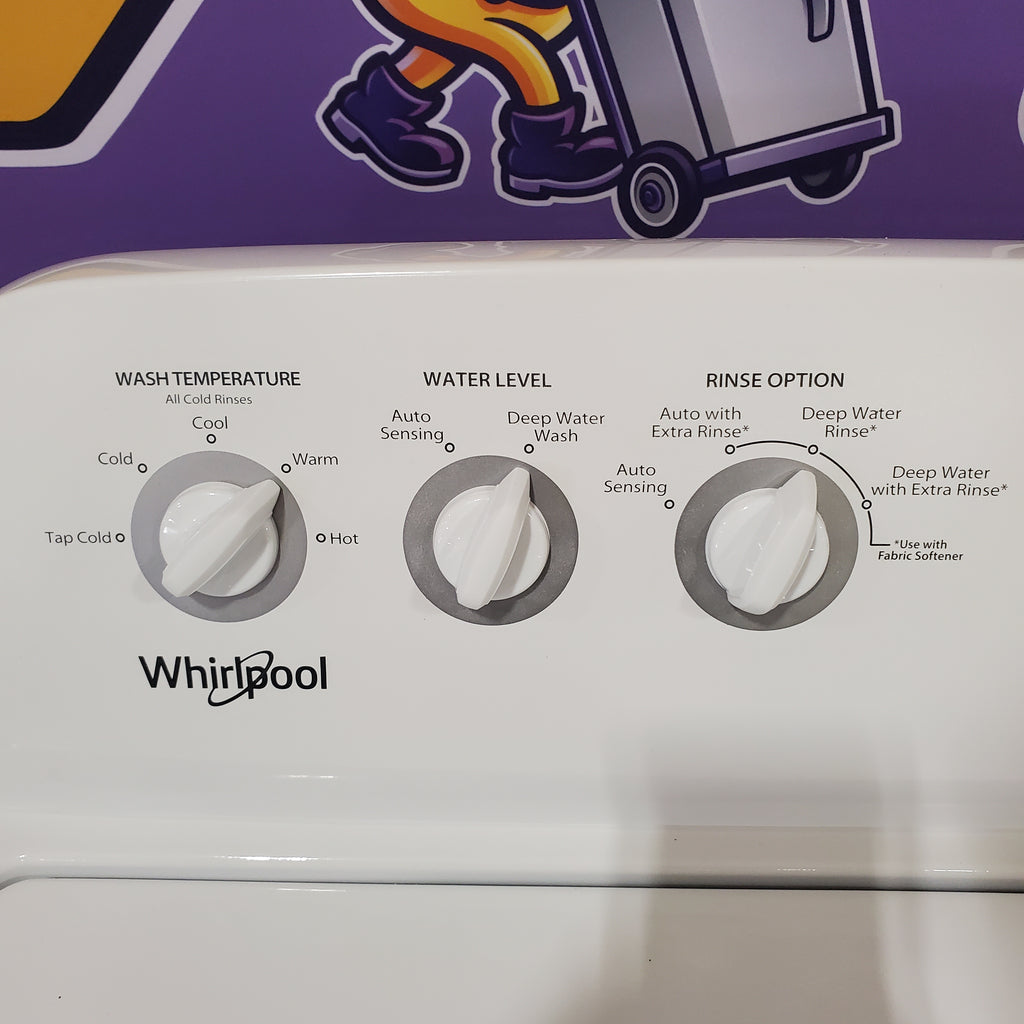 WASH TEMPERATURE
All Cold Rinses
Cool
Cold
Warm
Tap Cold
Hot
WATER LEVEL
Auto
Sensing
Deep Water
Wash
RINSE OPTION
Auto with
Extra Rinse*
Deep Water
Rinse*
Auto
Sensing
Deep Water
with Extra Rinse*
*Use with
Fabric Softener
Whirlpool